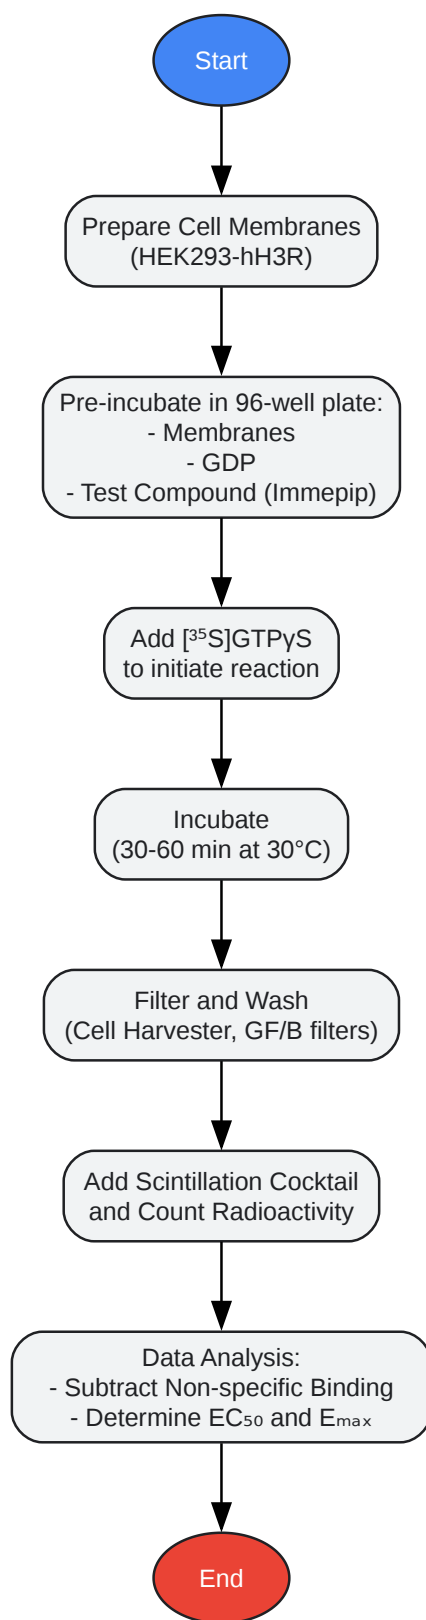 Start
Prepare Cell Membranes
(HEK293-hH3R)
Pre-incubate in 96-well plate:
- Membranes
- GDP
- Test Compound (Immepip)
Add [³⁵S]GTPγS
to initiate reaction
Incubate
(30-60 min at 30°C)
Filter and Wash
(Cell Harvester, GF/B filters)
Add Scintillation Cocktail
and Count Radioactivity
Data Analysis:
- Subtract Non-specific Binding
- Determine EC₅₀ and Eₘₐₓ
End